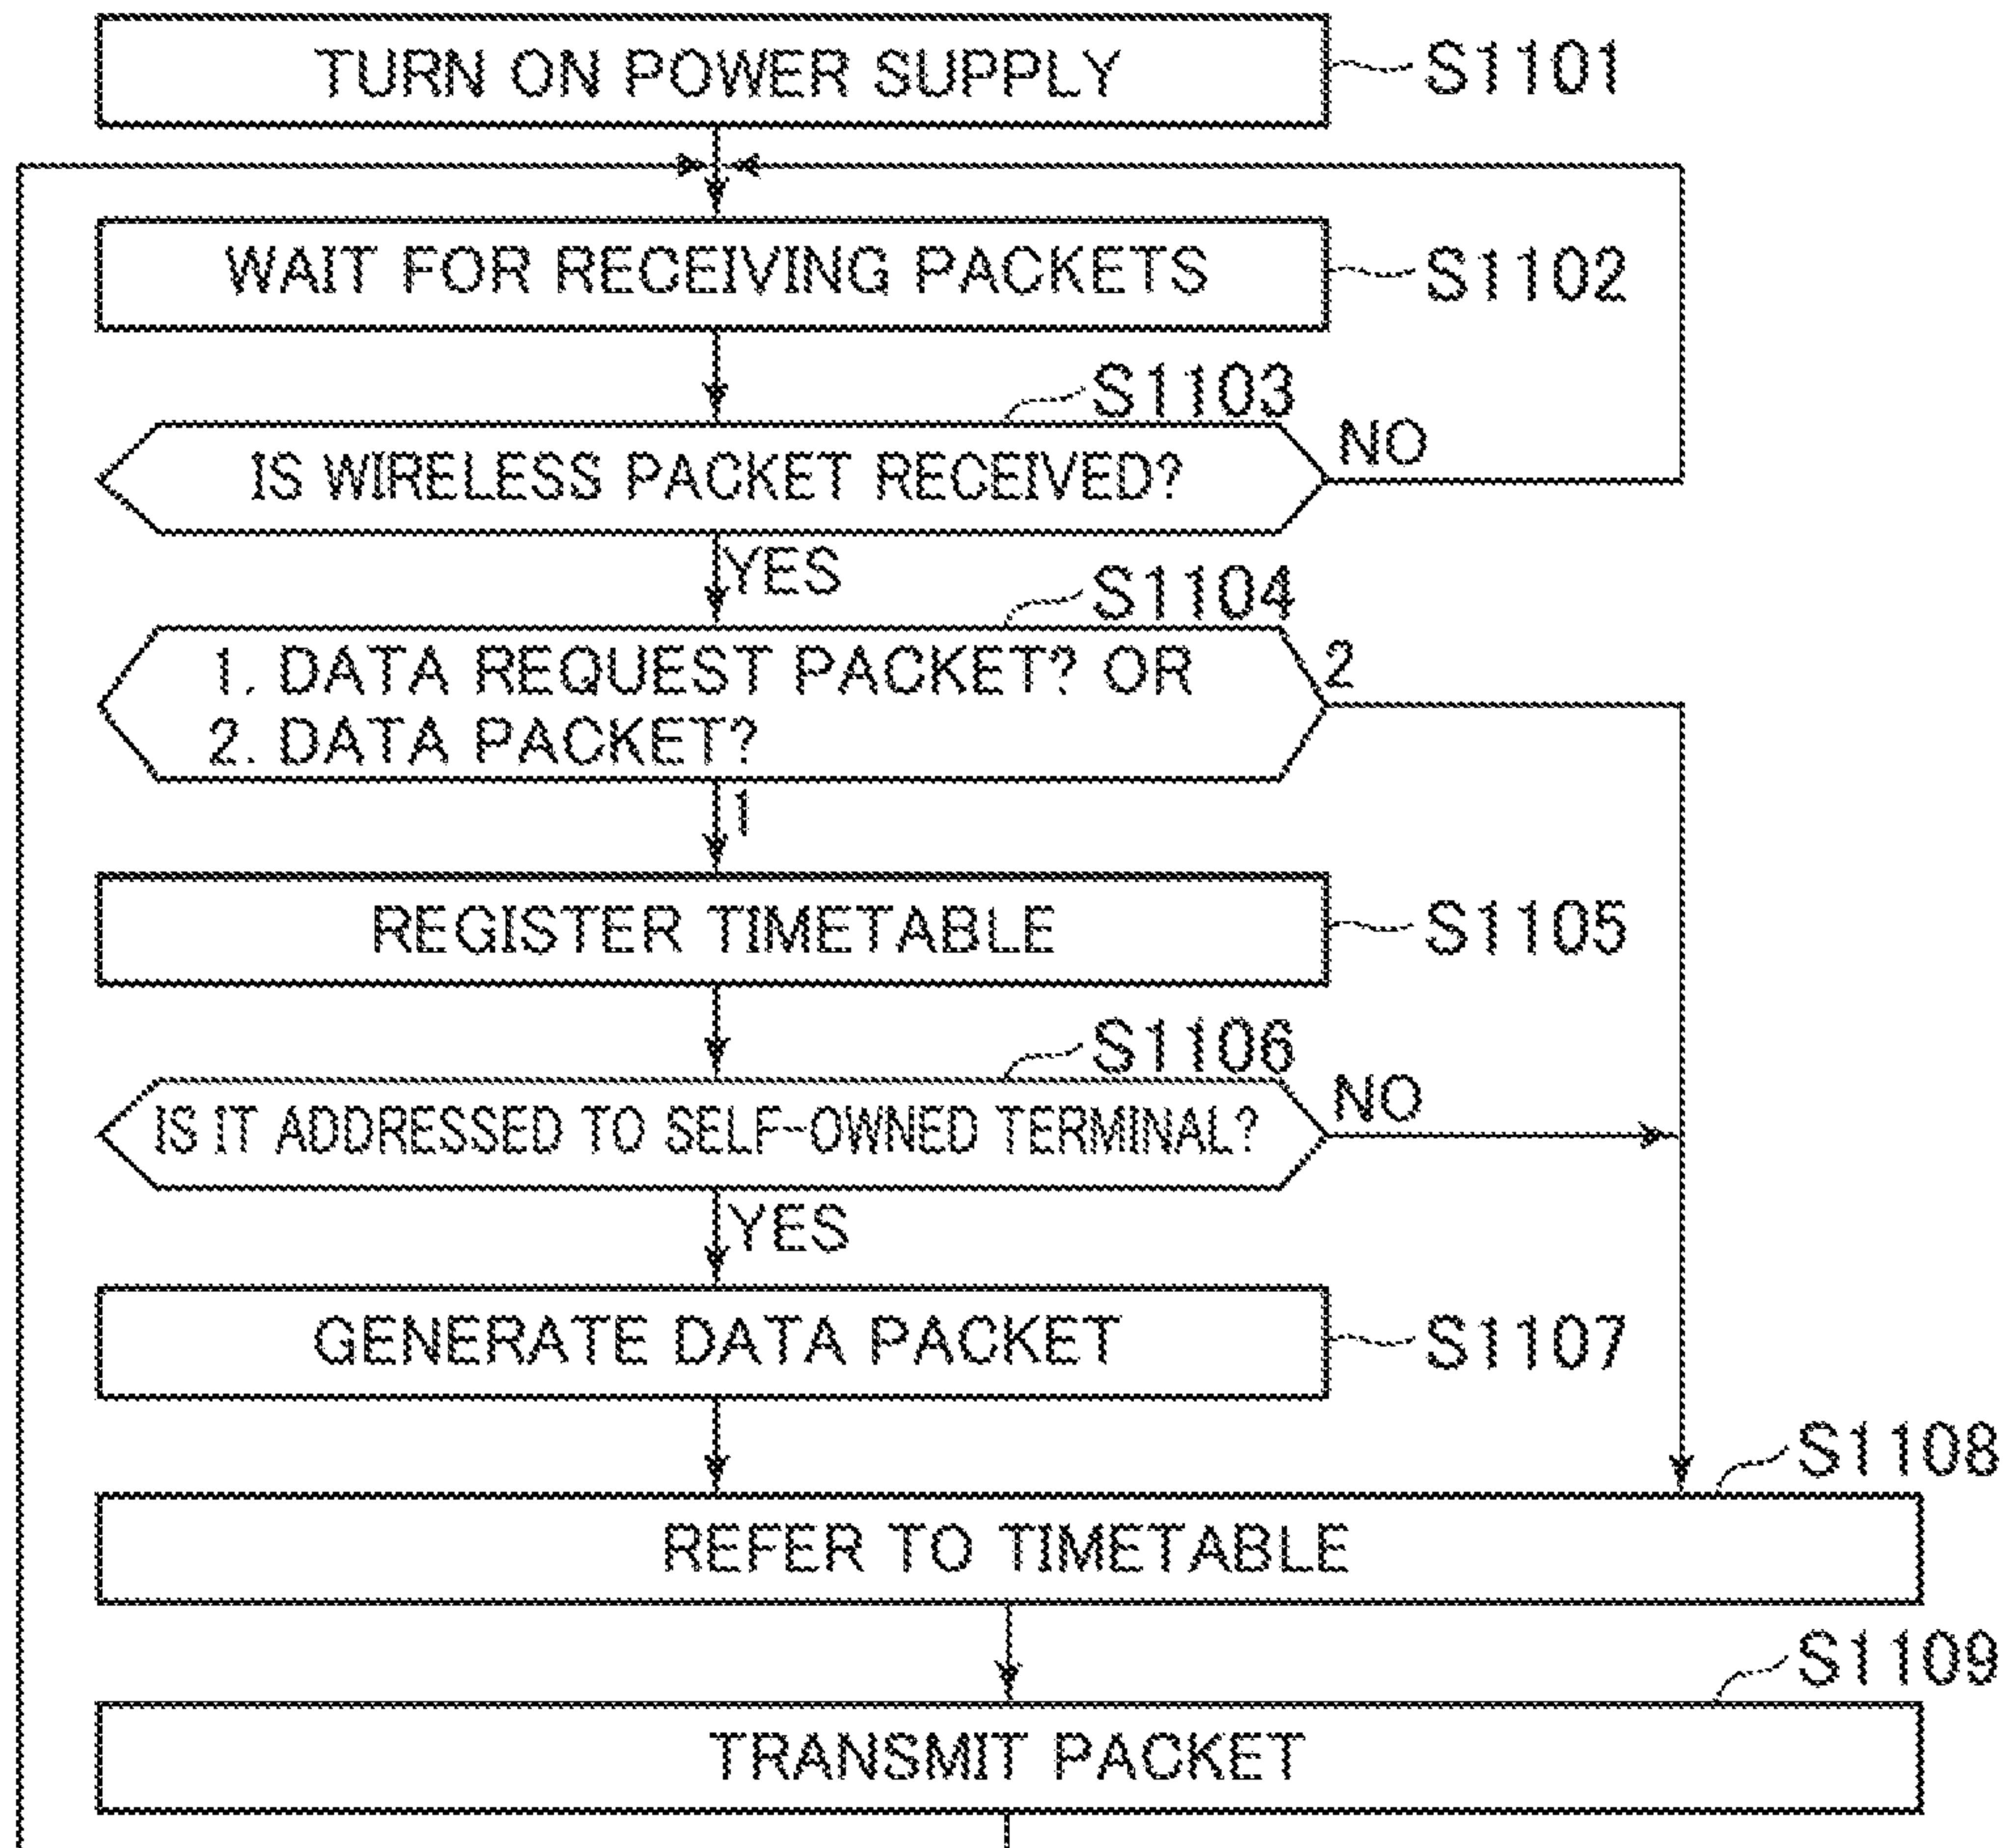 TURN ON POWER SUPPLY
S1101
WAIT FOR RECEIVING PACKETS
S1102
S1103
IS WIRELESS PACKET RECEIVED?
NO
YES
S1104
1. DATA REQUEST PACKET? OR
2. DATA PACKET?
2
1
REGISTER TIMETABLE
S1105
S1106
IS IT ADDRESSED TO SELF-OWNED TERMINAL?
NO
YES
GENERATE DATA PACKET
S1107
S1108
REFER TO TIMETABLE
S1109
TRANSMIT PACKET